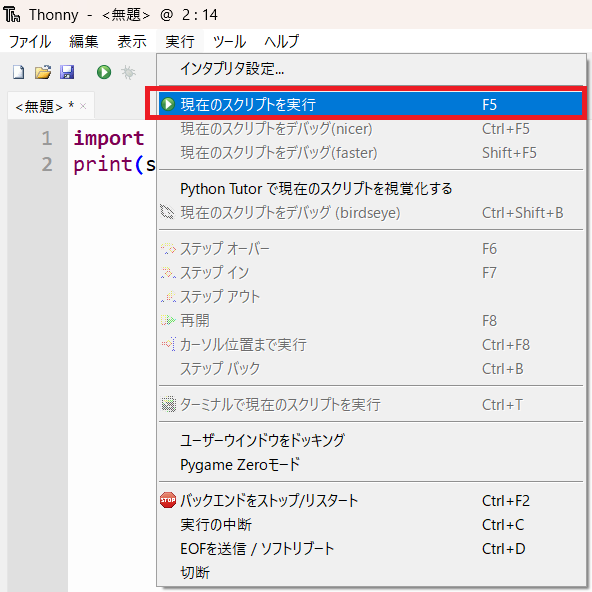 Thonny - <無題> @ 2 : 14
ファイル 編集 表示 実行 ツール ヘルプ
インタプリタ設定...
<無題> *
現在のスクリプトを実行 F5
1 import
現在のスクリプトをデバッグ(nicer) Ctrl+F5
2 print(s
現在のスクリプトをデバッグ(faster) Shift+F5
Python Tutor で現在のスクリプトを視覚化する
現在のスクリプトをデバッグ (birdseye) Ctrl+Shift+B
ステップ オーバー F6
ステップ イン F7
ステップ アウト
再開 F8
カーソル位置まで実行 Ctrl+F8
ステップ バック Ctrl+B
ターミナルで現在のスクリプトを実行 Ctrl+T
ユーザーウインドウをドッキング
Pygame Zeroモード
STOP バックエンドをストップ/リスタート Ctrl+F2
実行の中断 Ctrl+C
EOFを送信 / ソフトリブート Ctrl+D
切断